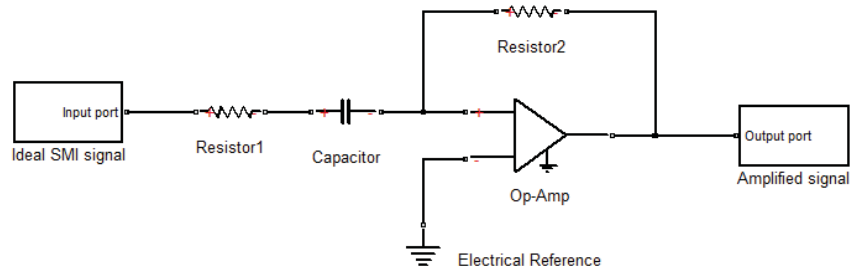 Resistor2
Input port
Ideal SMI signal
Resistor1
Capacitor
Op-Amp
Output port
Amplified signal
Electrical Reference
+
-
+
-
+
-
+
-